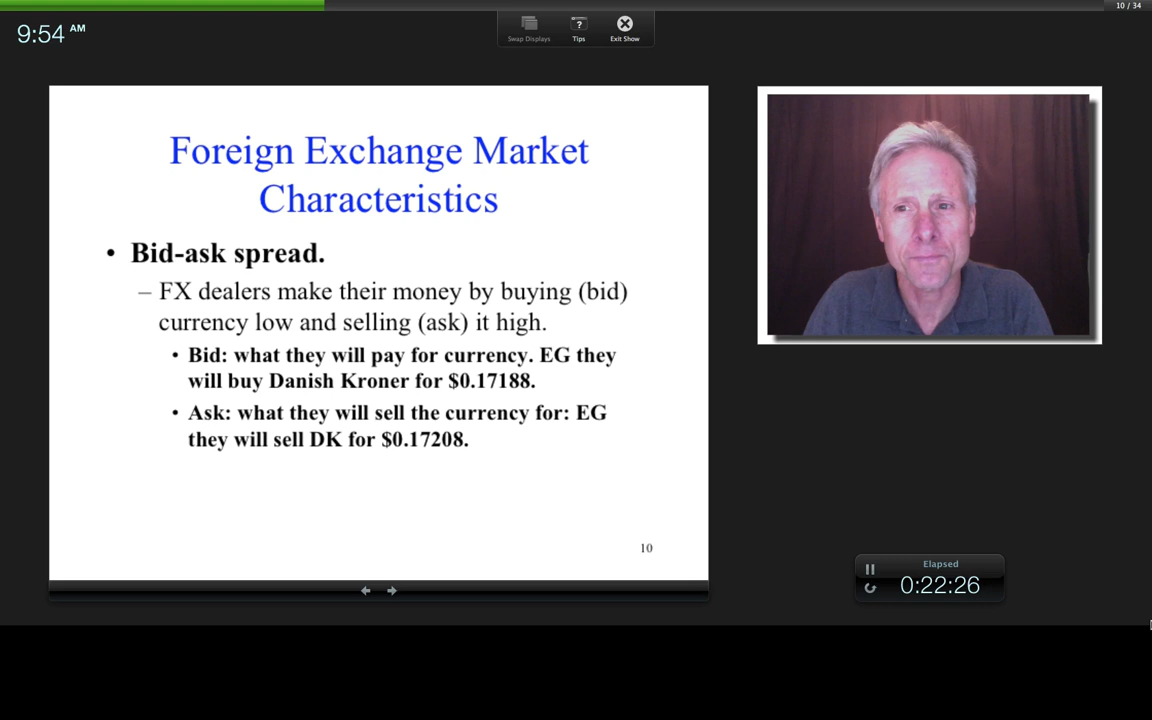 10 / 34
9:54 AM
Swap Displays
Tips
Exit Show
Foreign Exchange Market
Characteristics
• Bid-ask spread.
– FX dealers make their money by buying (bid)
currency low and selling (ask) it high.
• Bid: what they will pay for currency. EG they
will buy Danish Kroner for $0.17188.
• Ask: what they will sell the currency for: EG
they will sell DK for $0.17208.
10
Elapsed
0:22:26